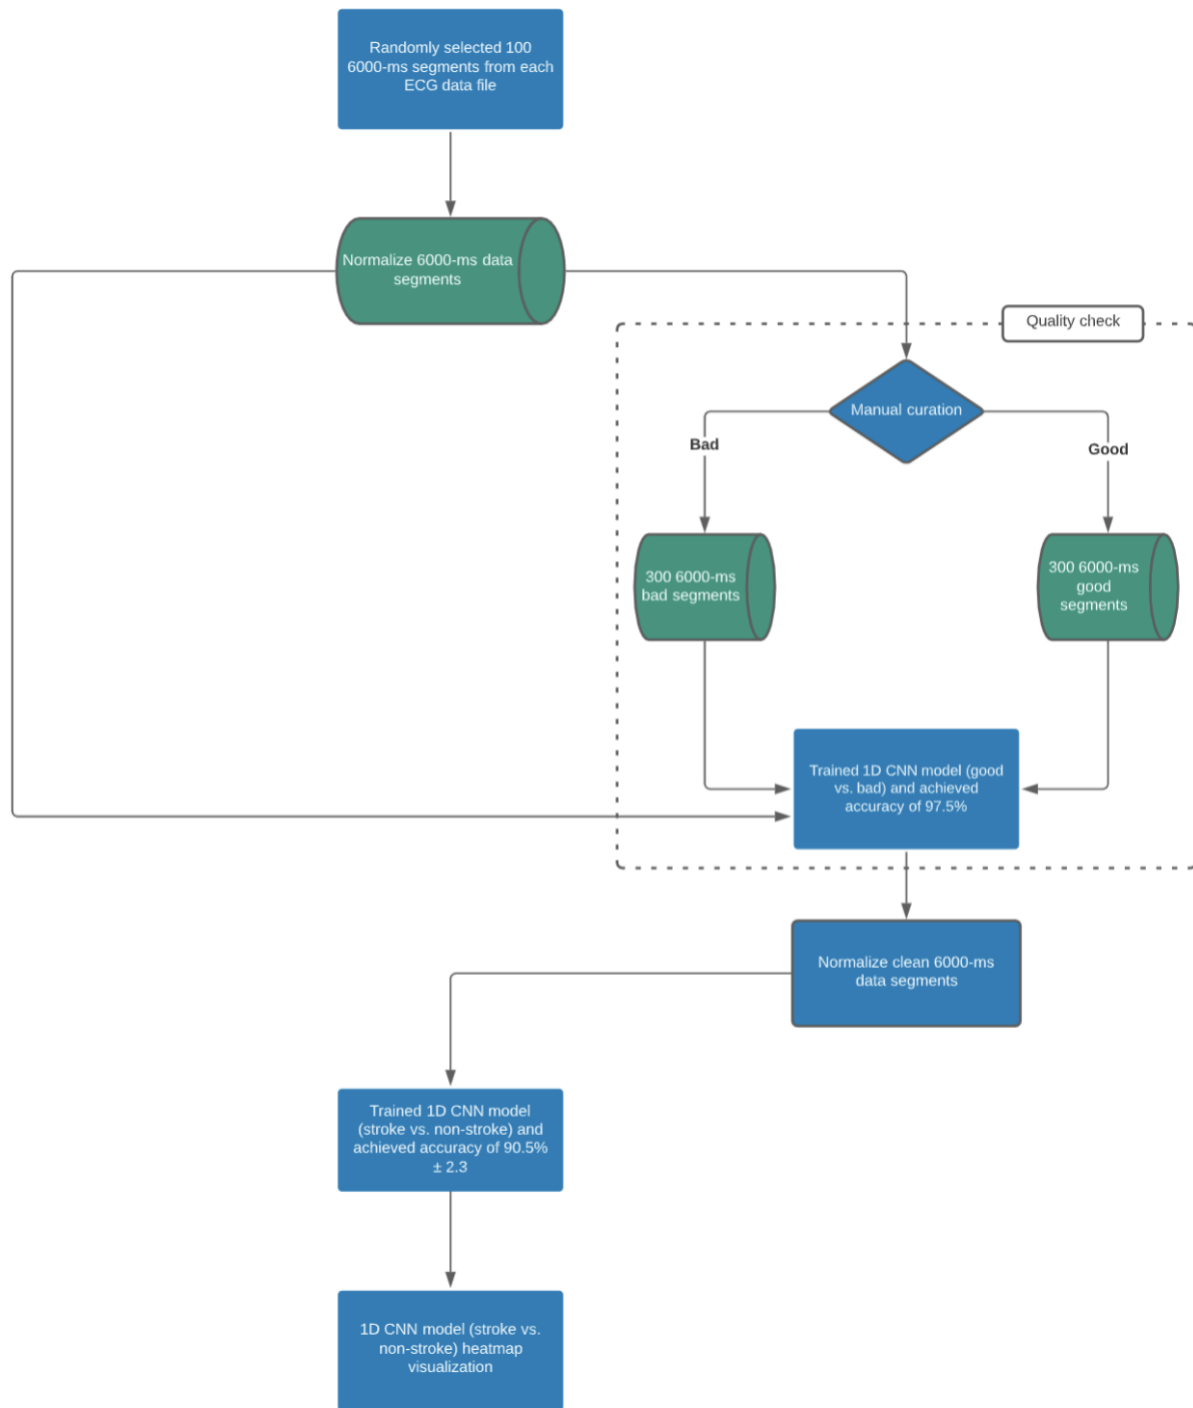 Randomly selected 100
6000-ms segments from each
ECG data file
Normalize 6000-ms data
segments
Quality check
Manual curation
Bad
Good
300 6000-ms
bad segments
300 6000-ms
good
segments
Trained 1D CNN model (good
vs. bad) and achieved
accuracy of 97.5%
Normalize clean 6000-ms
data segments
Trained 1D CNN model
(stroke vs. non-stroke) and
achieved accuracy of 90.5%
± 2.3
1D CNN model (stroke vs.
non-stroke) heatmap
visualization